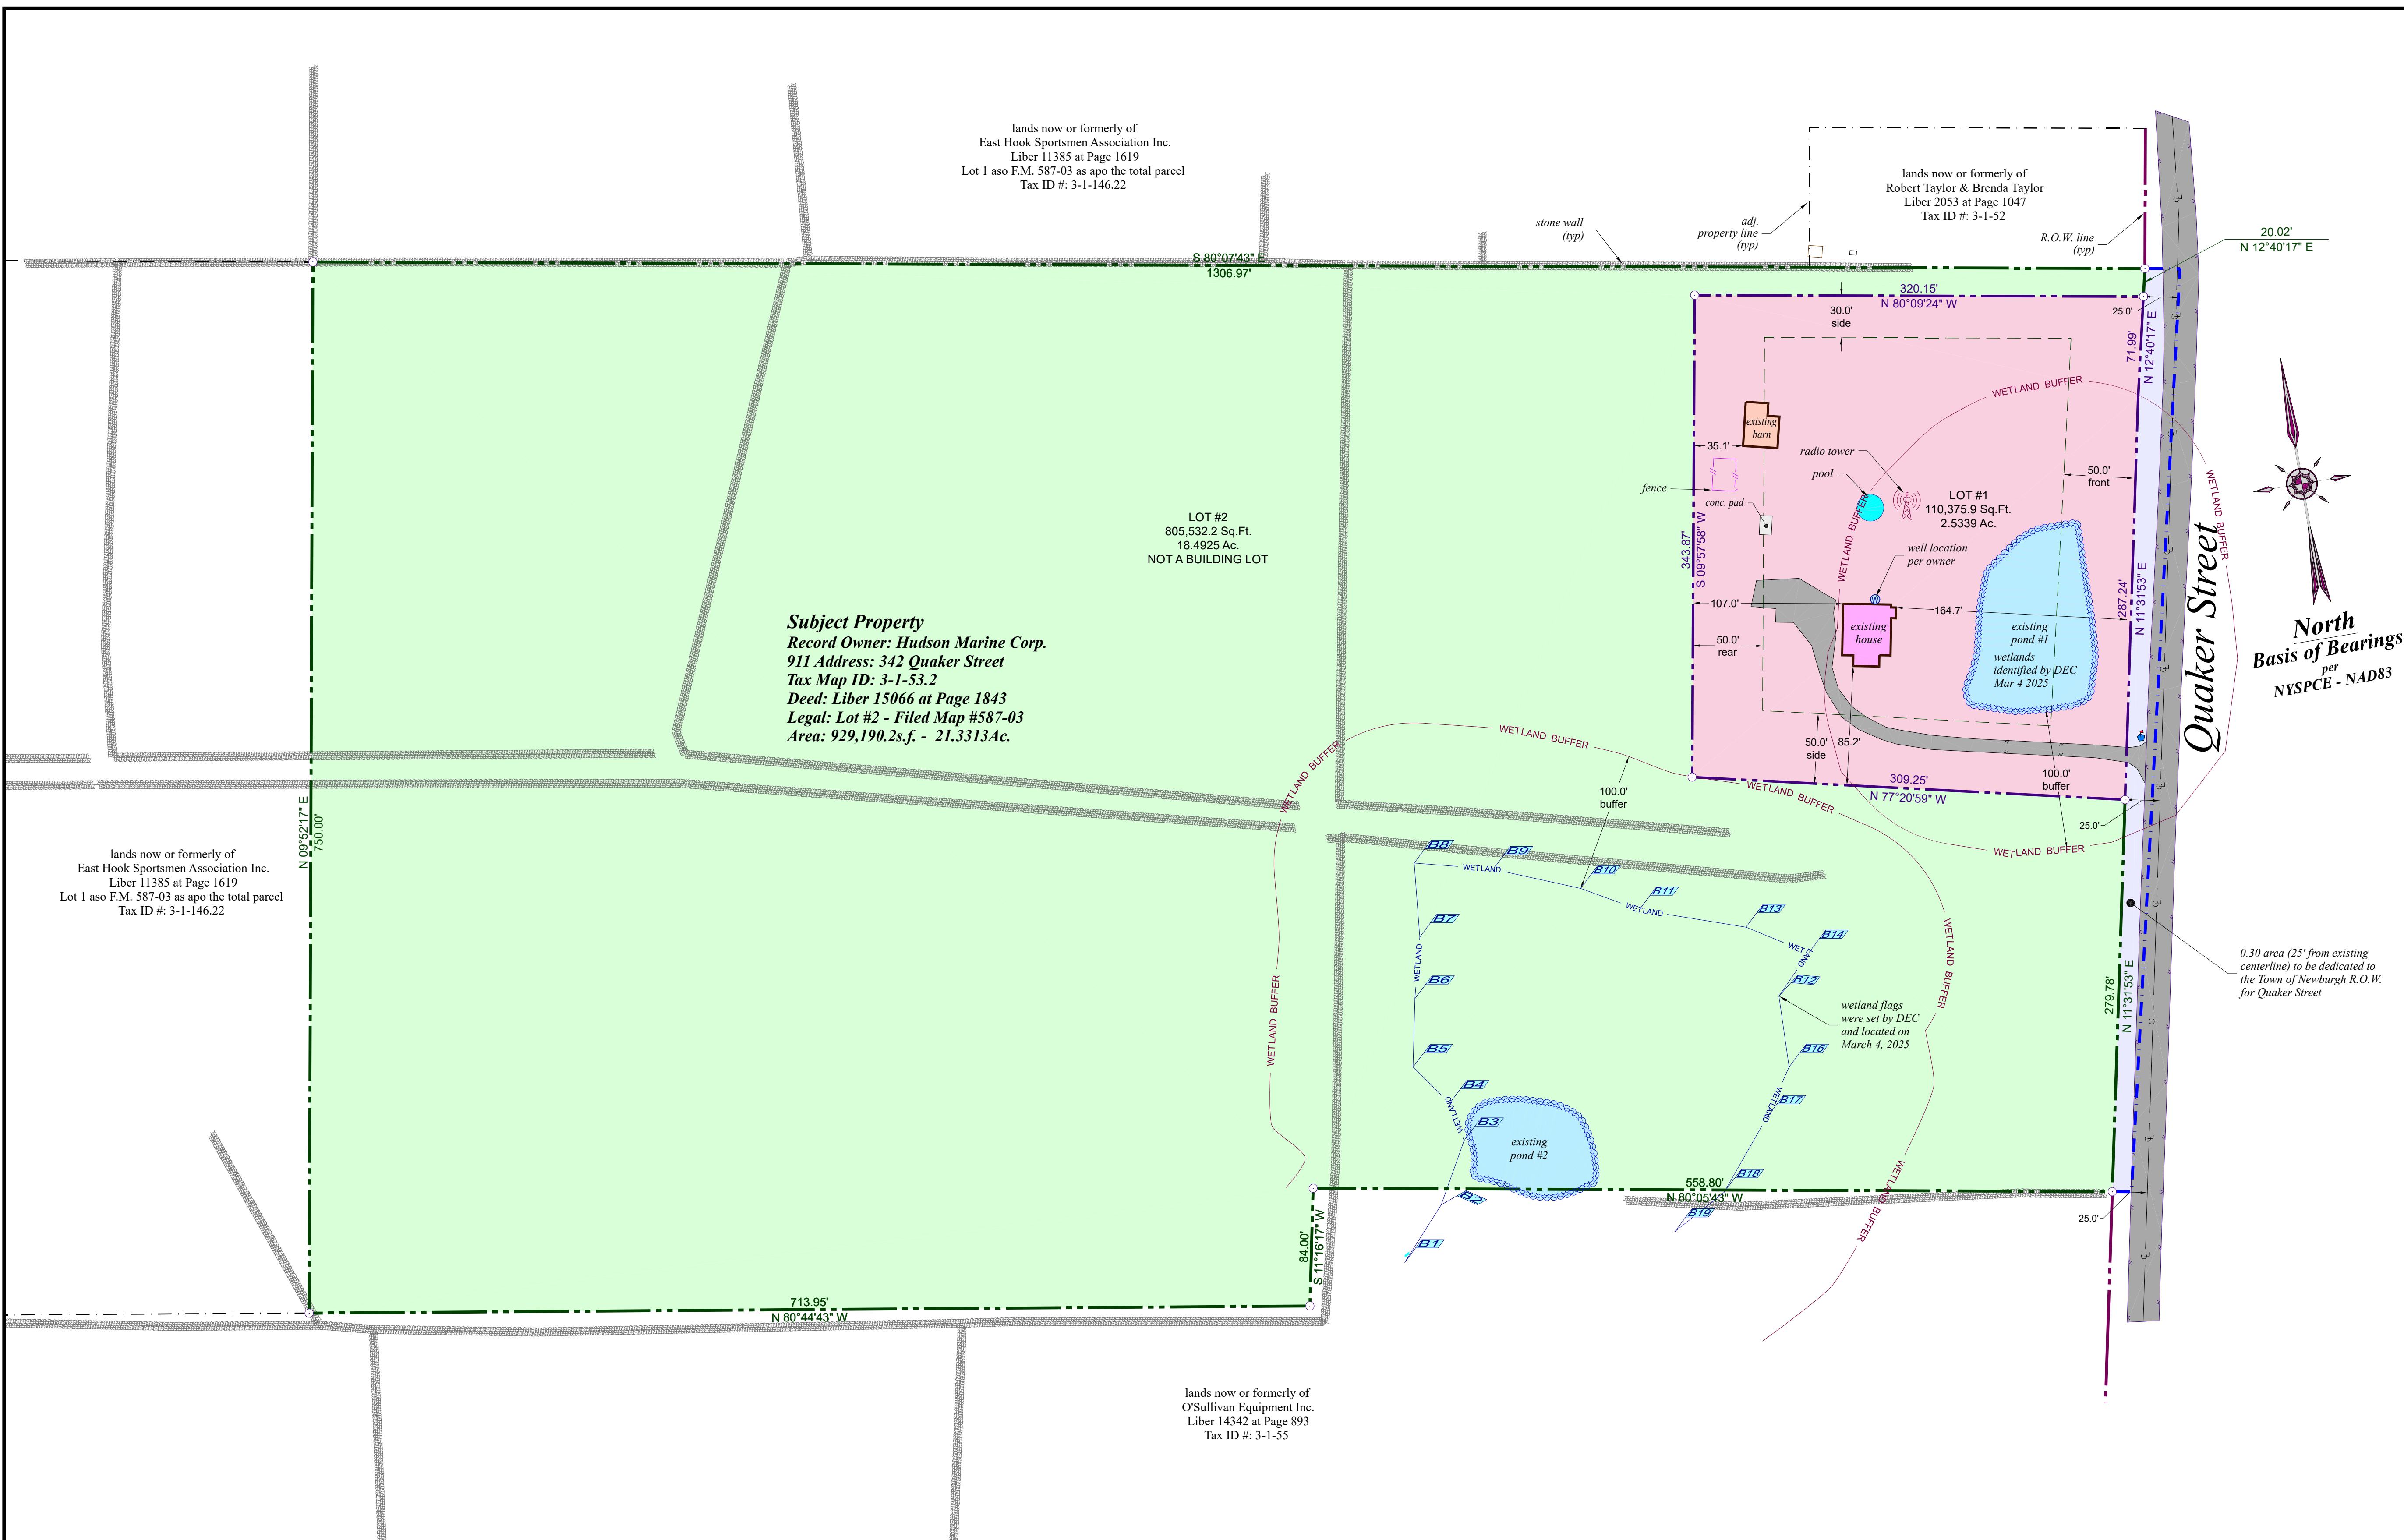 lands now or formerly of
East Hook Sportsmen Association Inc.
Liber 11385 at Page 1619
Lot 1 aso F.M. 587-03 as apo the total parcel
Tax ID #: 3-1-146.22
lands now or formerly of
Robert Taylor & Brenda Taylor
Liber 2053 at Page 1047
Tax ID #: 3-1-52
stone wall
(typ)
adj.
property line
(typ)
R.O.W. line
(typ)
20.02'
N 12°40'17" E
S 80°07'43" E
1306.97'
320.15'
N 80°09'24" W
25.0'
30.0'
side
71.99'
N 12°40'17" E
WETLAND BUFFER
existing
barn
35.1'
radio tower
pool
fence
conc. pad
50.0'
front
WETLAND BUFFER
LOT #1
110,375.9 Sq.Ft.
2.5339 Ac.
WETLAND BUFFER
LOT #2
805,532.2 Sq.Ft.
18.4925 Ac.
NOT A BUILDING LOT
343.87'
S 09°57'58" W
well location
per owner
W
107.0'
164.7'
287.24'
N 11°31'53" E
existing
house
existing
pond #1
wetlands
identified by DEC
Mar 4 2025
50.0'
rear
Quaker Street
North
Basis of Bearings
per
NYSPCE - NAD83
Subject Property
Record Owner: Hudson Marine Corp.
911 Address: 342 Quaker Street
Tax Map ID: 3-1-53.2
Deed: Liber 15066 at Page 1843
Legal: Lot #2 - Filed Map #587-03
Area: 929,190.2s.f. - 21.3313Ac.
WETLAND BUFFER
WETLAND BUFFER
50.0'
side
85.2'
100.0'
buffer
309.25'
N 77°20'59" W
WETLAND BUFFER
100.0'
buffer
25.0'
WETLAND BUFFER
N 09°52'17" E
750.00'
lands now or formerly of
East Hook Sportsmen Association Inc.
Liber 11385 at Page 1619
Lot 1 aso F.M. 587-03 as apo the total parcel
Tax ID #: 3-1-146.22
B8
B9
WETLAND
B10
B11
WETLAND
B13
B7
B14
WETLAND
WETLAND
B6
B12
WETLAND BUFFER
WETLAND BUFFER
wetland flags
were set by DEC
and located on
March 4, 2025
279.78'
N 11°31'53" E
0.30 area (25' from existing
centerline) to be dedicated to
the Town of Newburgh R.O.W.
for Quaker Street
B5
B16
B4
WETLAND
B17
WETLAND
B3
existing
pond #2
B18
B2
558.80'
N 80°05'43" W
WETLAND BUFFER
B19
25.0'
B1
84.00'
S 11°16'17" W
713.95'
N 80°44'43" W
lands now or formerly of
O'Sullivan Equipment Inc.
Liber 14342 at Page 893
Tax ID #: 3-1-55